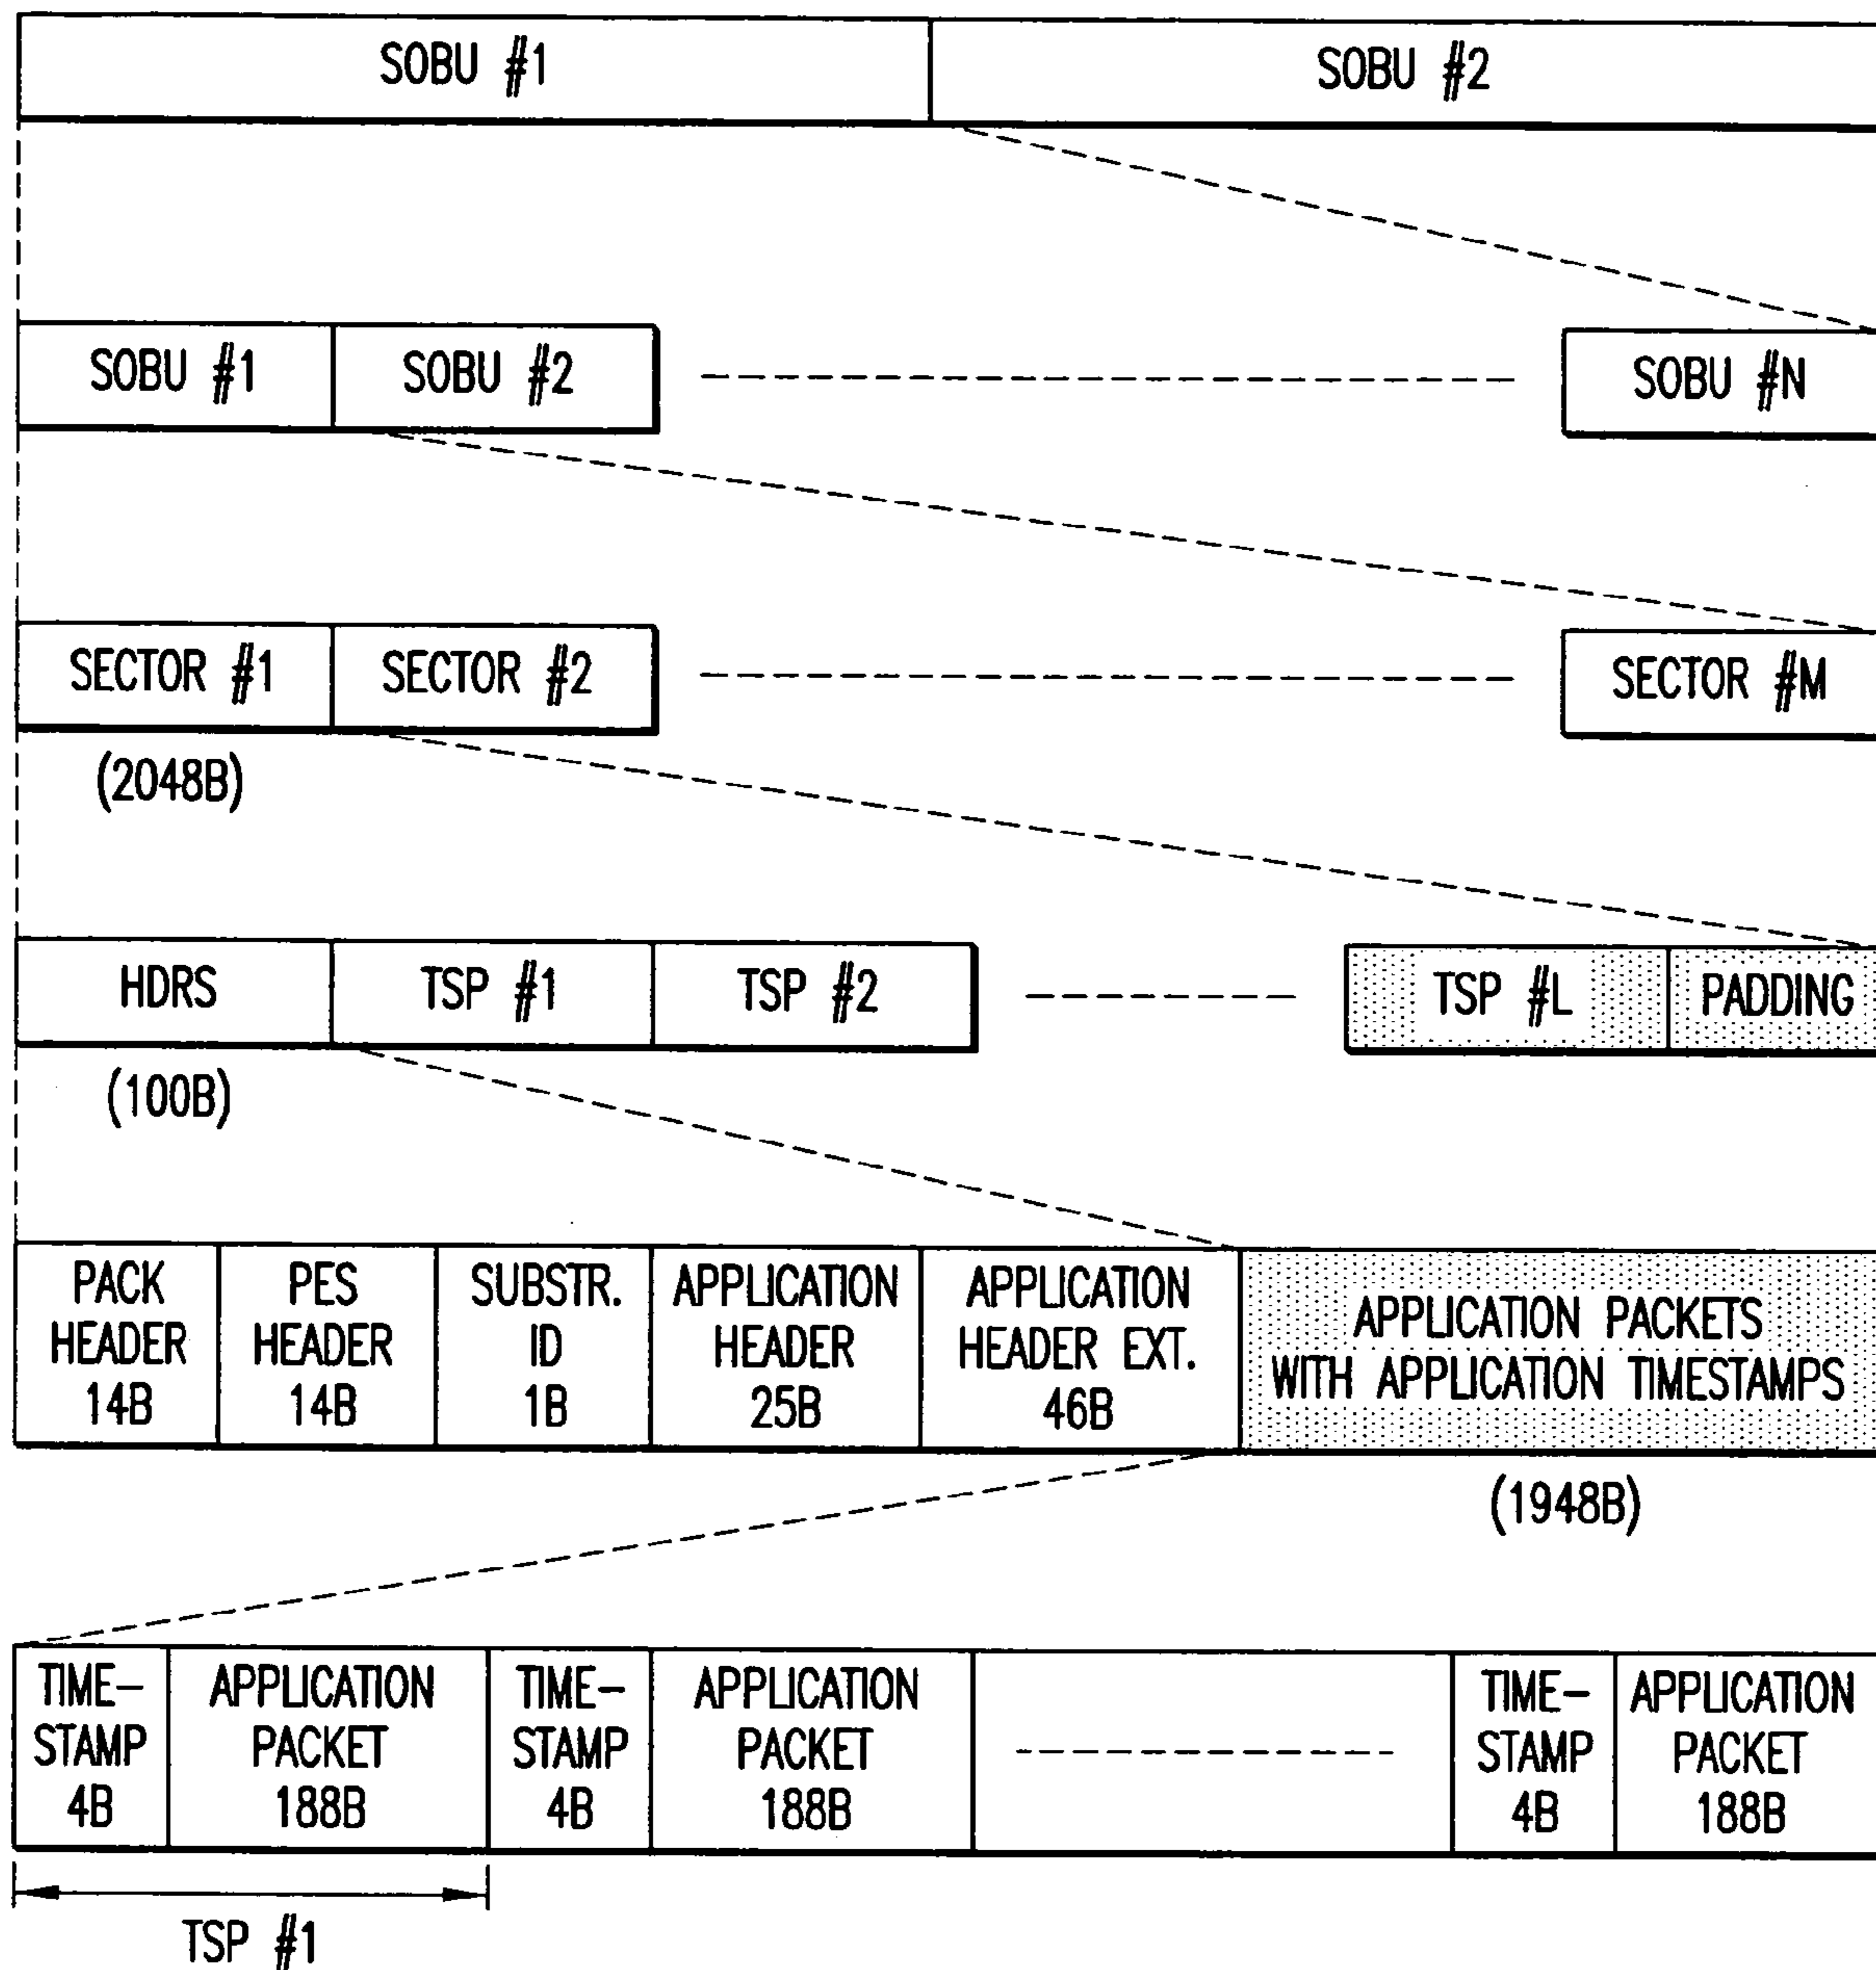 SOBU #1
SOBU #2
SOBU #1
SOBU #2
SOBU #N
SECTOR #1
SECTOR #2
SECTOR #M
(2048B)
HDRS
TSP #1
TSP #2
TSP #L
PADDING
(100B)
PACK
HEADER
14B
PES
HEADER
14B
SUBSTR.
ID
1B
APPLICATION
HEADER
25B
APPLICATION
HEADER EXT.
46B
APPLICATION PACKETS
WITH APPLICATION TIMESTAMPS
(1948B)
TIME-
STAMP
4B
APPLICATION
PACKET
188B
TIME-
STAMP
4B
APPLICATION
PACKET
188B
TIME-
STAMP
4B
APPLICATION
PACKET
188B
TSP #1